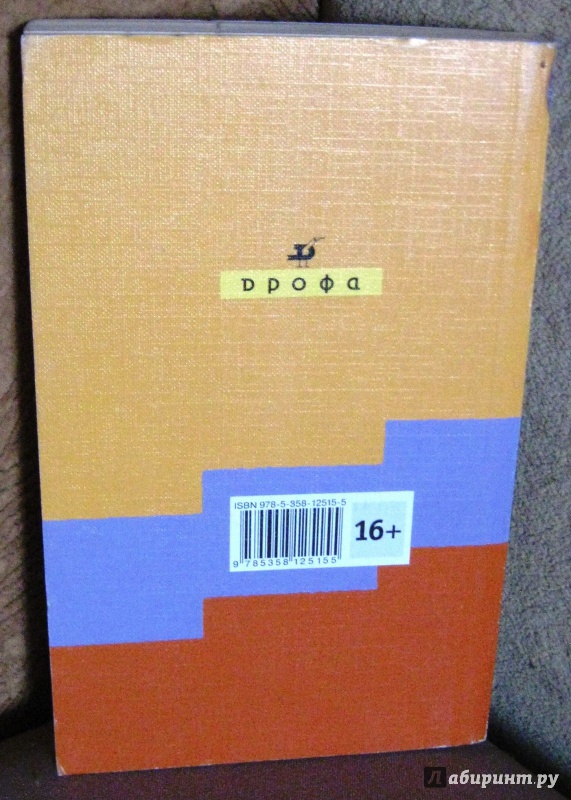 дрофа
ISBN 978-5-358-12515-5
16+
9 785358 125155
Лабиринт.ру